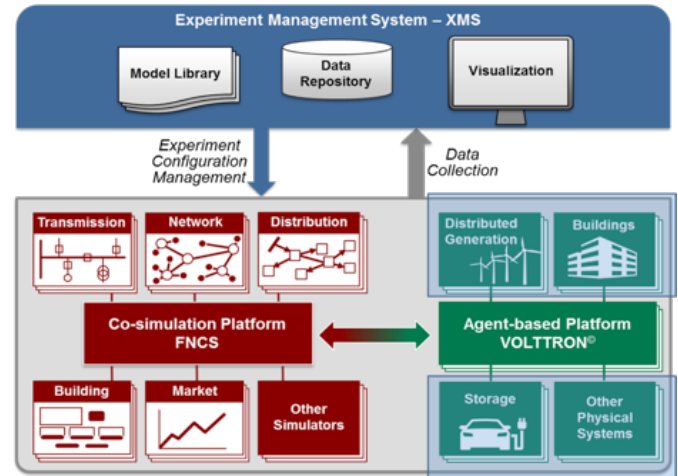 Experiment Management System – XMS
Model Library
Data
Repository
Visualization
Experiment
Configuration
Management
Data
Collection
Transmission
Network
Distribution
Distributed
Generation
Buildings
Co-simulation Platform
FNCS
Agent-based Platform
VOLTTRON©
Building
Market
Other
Simulators
Storage
Other
Physical
Systems